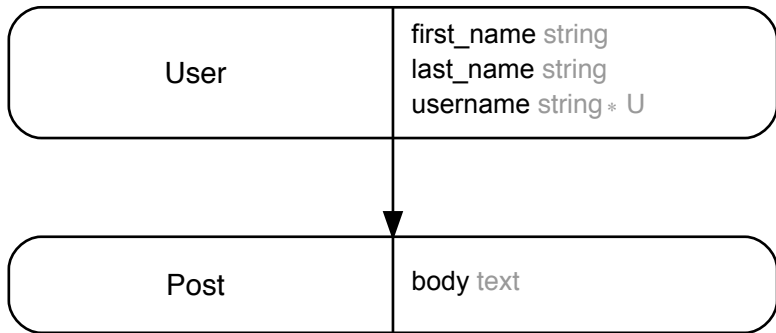 User
first_name string
last_name string
username string * U
Post
body text